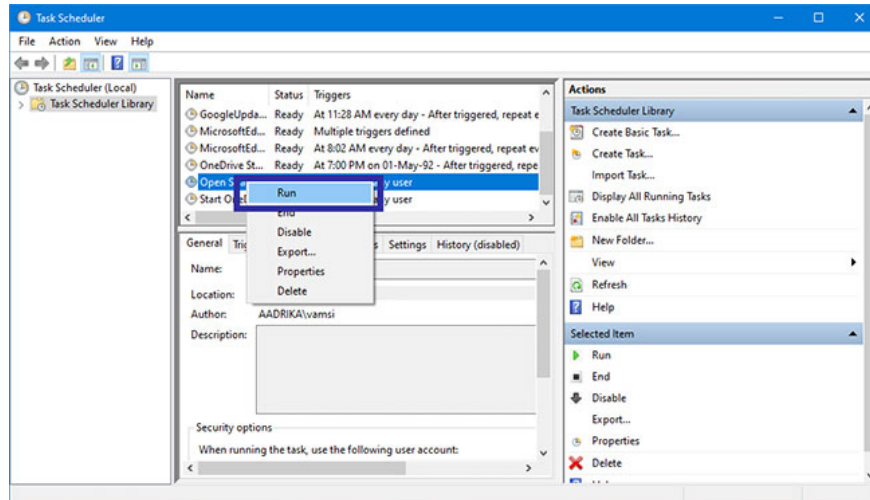 Task Scheduler
File Action View Help
Task Scheduler (Local)
Task Scheduler Library
Name Status Triggers
GoogleUpda... Ready At 11:28 AM every day - After triggered, repeat e
MicrosoftEd... Ready Multiple triggers defined
MicrosoftEd... Ready At 8:02 AM every day - After triggered, repeat ev
OneDrive St... Ready At 7:00 PM on 01-May-92 - After triggered, repe
Open S y user
Start One y user
Run
End
Disable
Export...
Properties
Delete
General Trig s Settings History (disabled)
Name:
Location:
Author: AADRIKA\vamsi
Description:
Security options
When running the task, use the following user account:
Actions
Task Scheduler Library
Create Basic Task...
Create Task...
Import Task...
Display All Running Tasks
Enable All Tasks History
New Folder...
View
Refresh
Help
Selected Item
Run
End
Disable
Export...
Properties
Delete